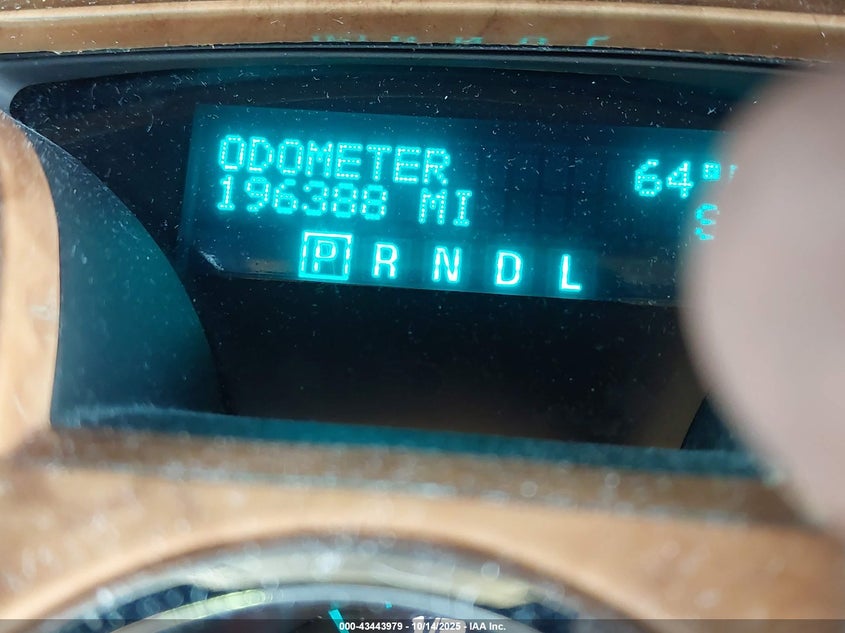 ODOMETER 64°
196388 MI
P R N D L
000-43443979 - 10/14/2025 - IAA Inc.